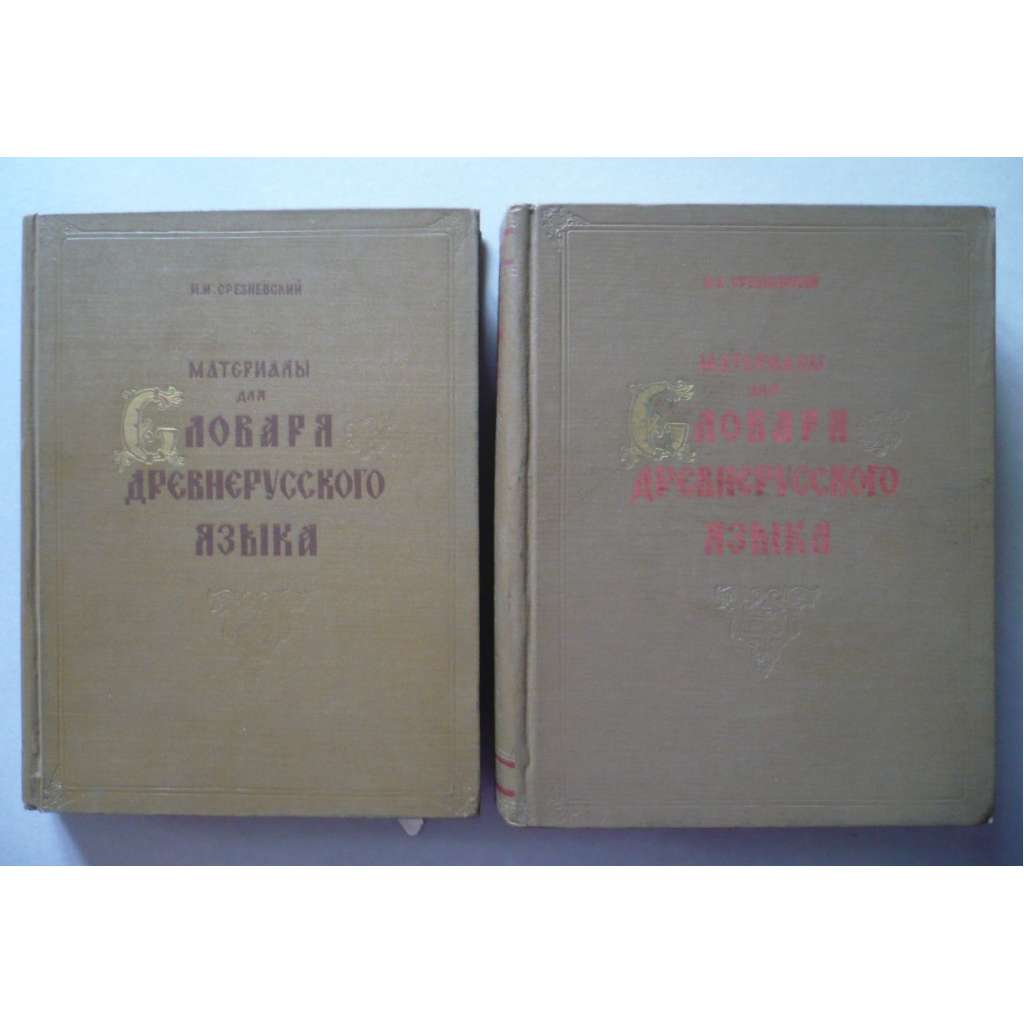 И.И. СРЕЗНЕВСКИЙ
МАТЕРИАЛЫ
ДЛЯ
СЛОВАРЯ
ДРЕВНЕРУССКОГО
ЯЗЫКА
И.И. СРЕЗНЕВСКИЙ
МАТЕРИАЛЫ
ДЛЯ
СЛОВАРЯ
ДРЕВНЕРУССКОГО
ЯЗЫКА